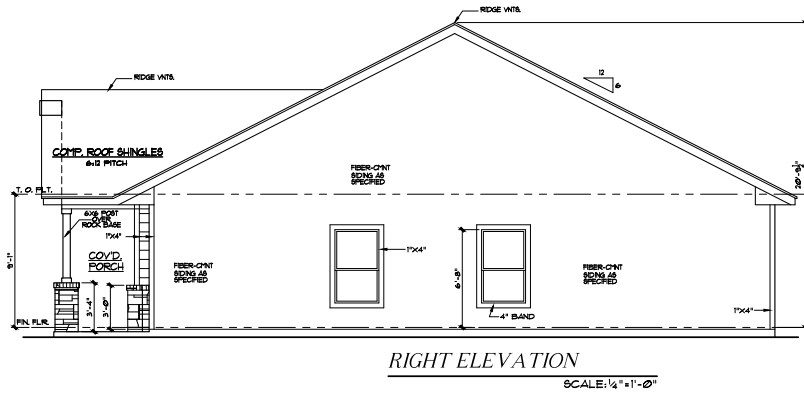 RIDGE VNTS.
RIDGE VNTS.
12
6
COMP. ROOF SHINGLES
6:12 PITCH
FIBER-CMNT
SIDING AS
SPECIFIED
T. O. PLT.
6X6 POST
OVER
ROCK BASE
1"X4"
COV'D.
PORCH
FIBER-CMNT
SIDING AS
SPECIFIED
1"X4"
6'-8"
FIBER-CMNT
SIDING AS
SPECIFIED
9'-1"
3'-4"
3'-0"
4" BAND
1"X4"
FIN. FLR.
RIGHT ELEVATION
SCALE: 1/4"=1'-0"